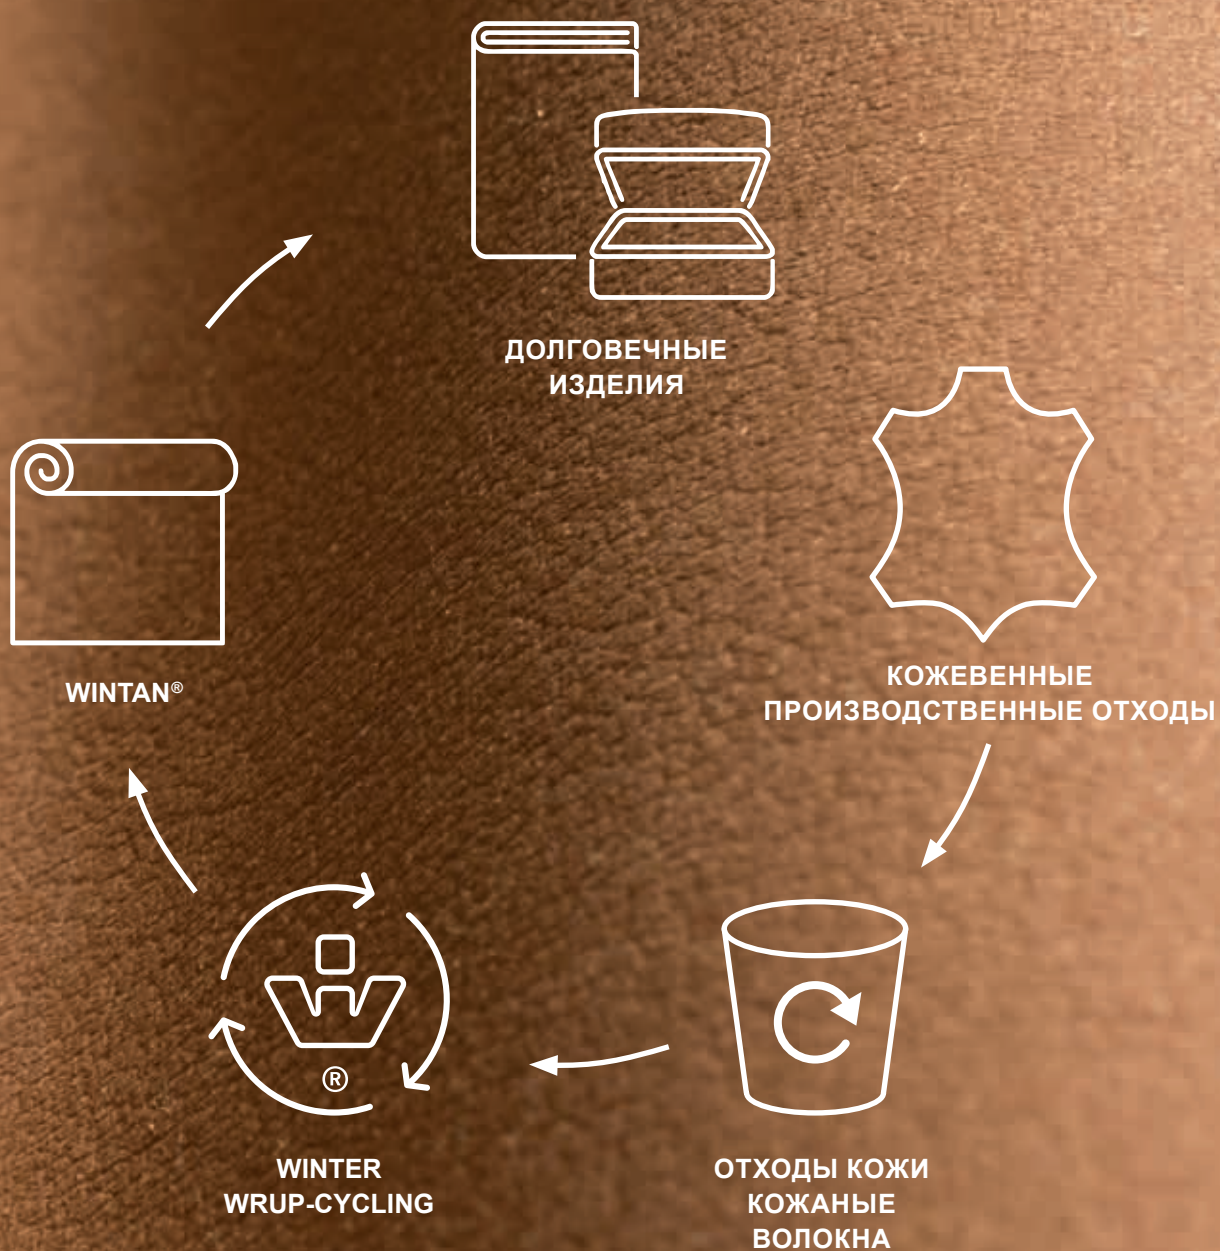 ДОЛГОВЕЧНЫЕ
ИЗДЕЛИЯ
КОЖЕВЕННЫЕ
ПРОИЗВОДСТВЕННЫЕ ОТХОДЫ
WINTAN®
®
WINTER
WRUP-CYCLING
ОТХОДЫ КОЖИ
КОЖАНЫЕ
ВОЛОКНА